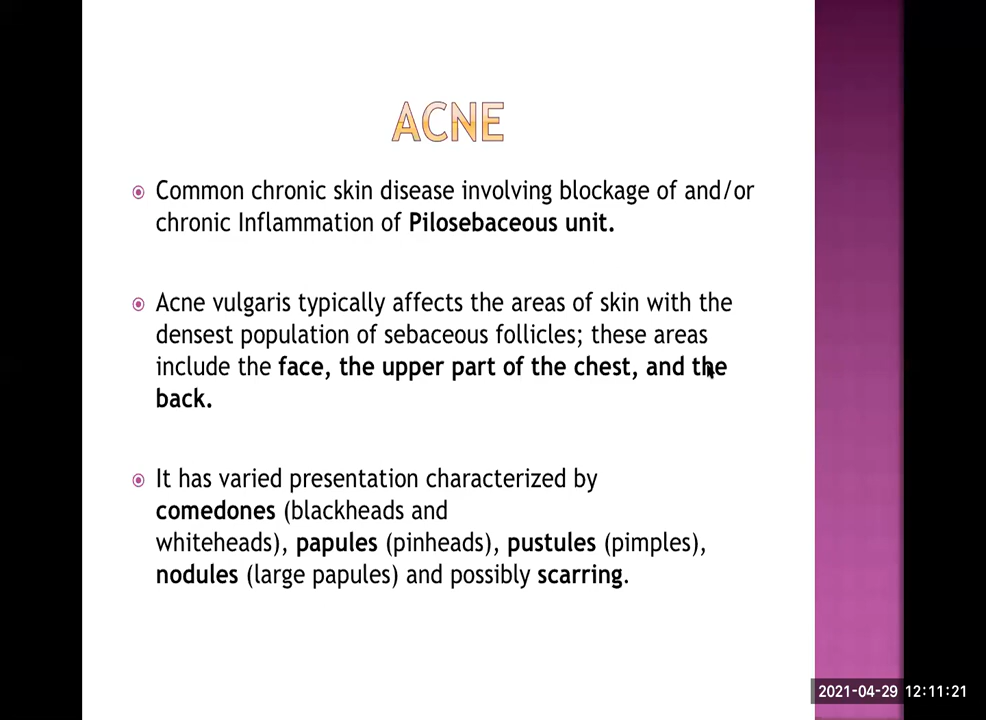 ACNE
Common chronic skin disease involving blockage of and/or
chronic Inflammation of Pilosebaceous unit.
Acne vulgaris typically affects the areas of skin with the
densest population of sebaceous follicles; these areas
include the face, the upper part of the chest, and the
back.
It has varied presentation characterized by
comedones (blackheads and
whiteheads), papules (pinheads), pustules (pimples),
nodules (large papules) and possibly scarring.
2021-04-29 12:11:21